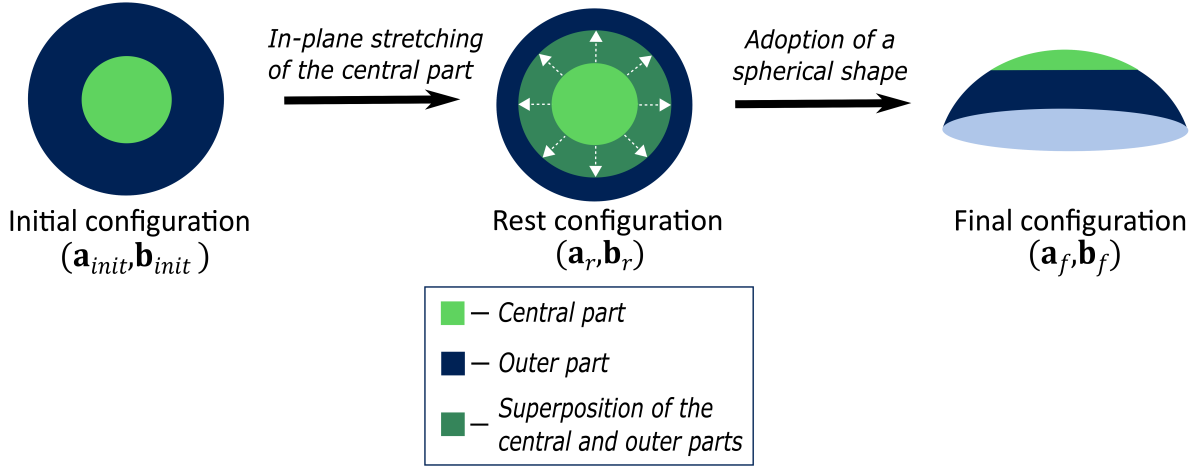 In-plane stretching
of the central part
Adoption of a
spherical shape
Initial configuration
(a_init,b_init )
Rest configuration
(a_r,b_r)
Final configuration
(a_f,b_f)
– Central part
– Outer part
– Superposition of the
central and outer parts